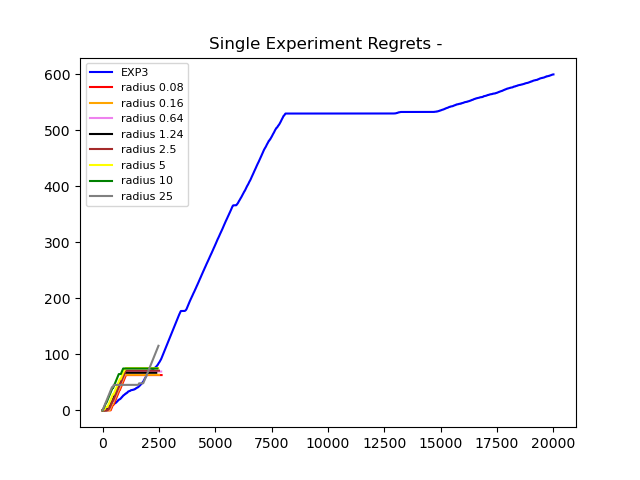 Single Experiment Regrets -
EXP3
radius 0.08
radius 0.16
radius 0.64
radius 1.24
radius 2.5
radius 5
radius 10
radius 25
600
500
400
300
200
100
0
0 2500 5000 7500 10000 12500 15000 17500 20000